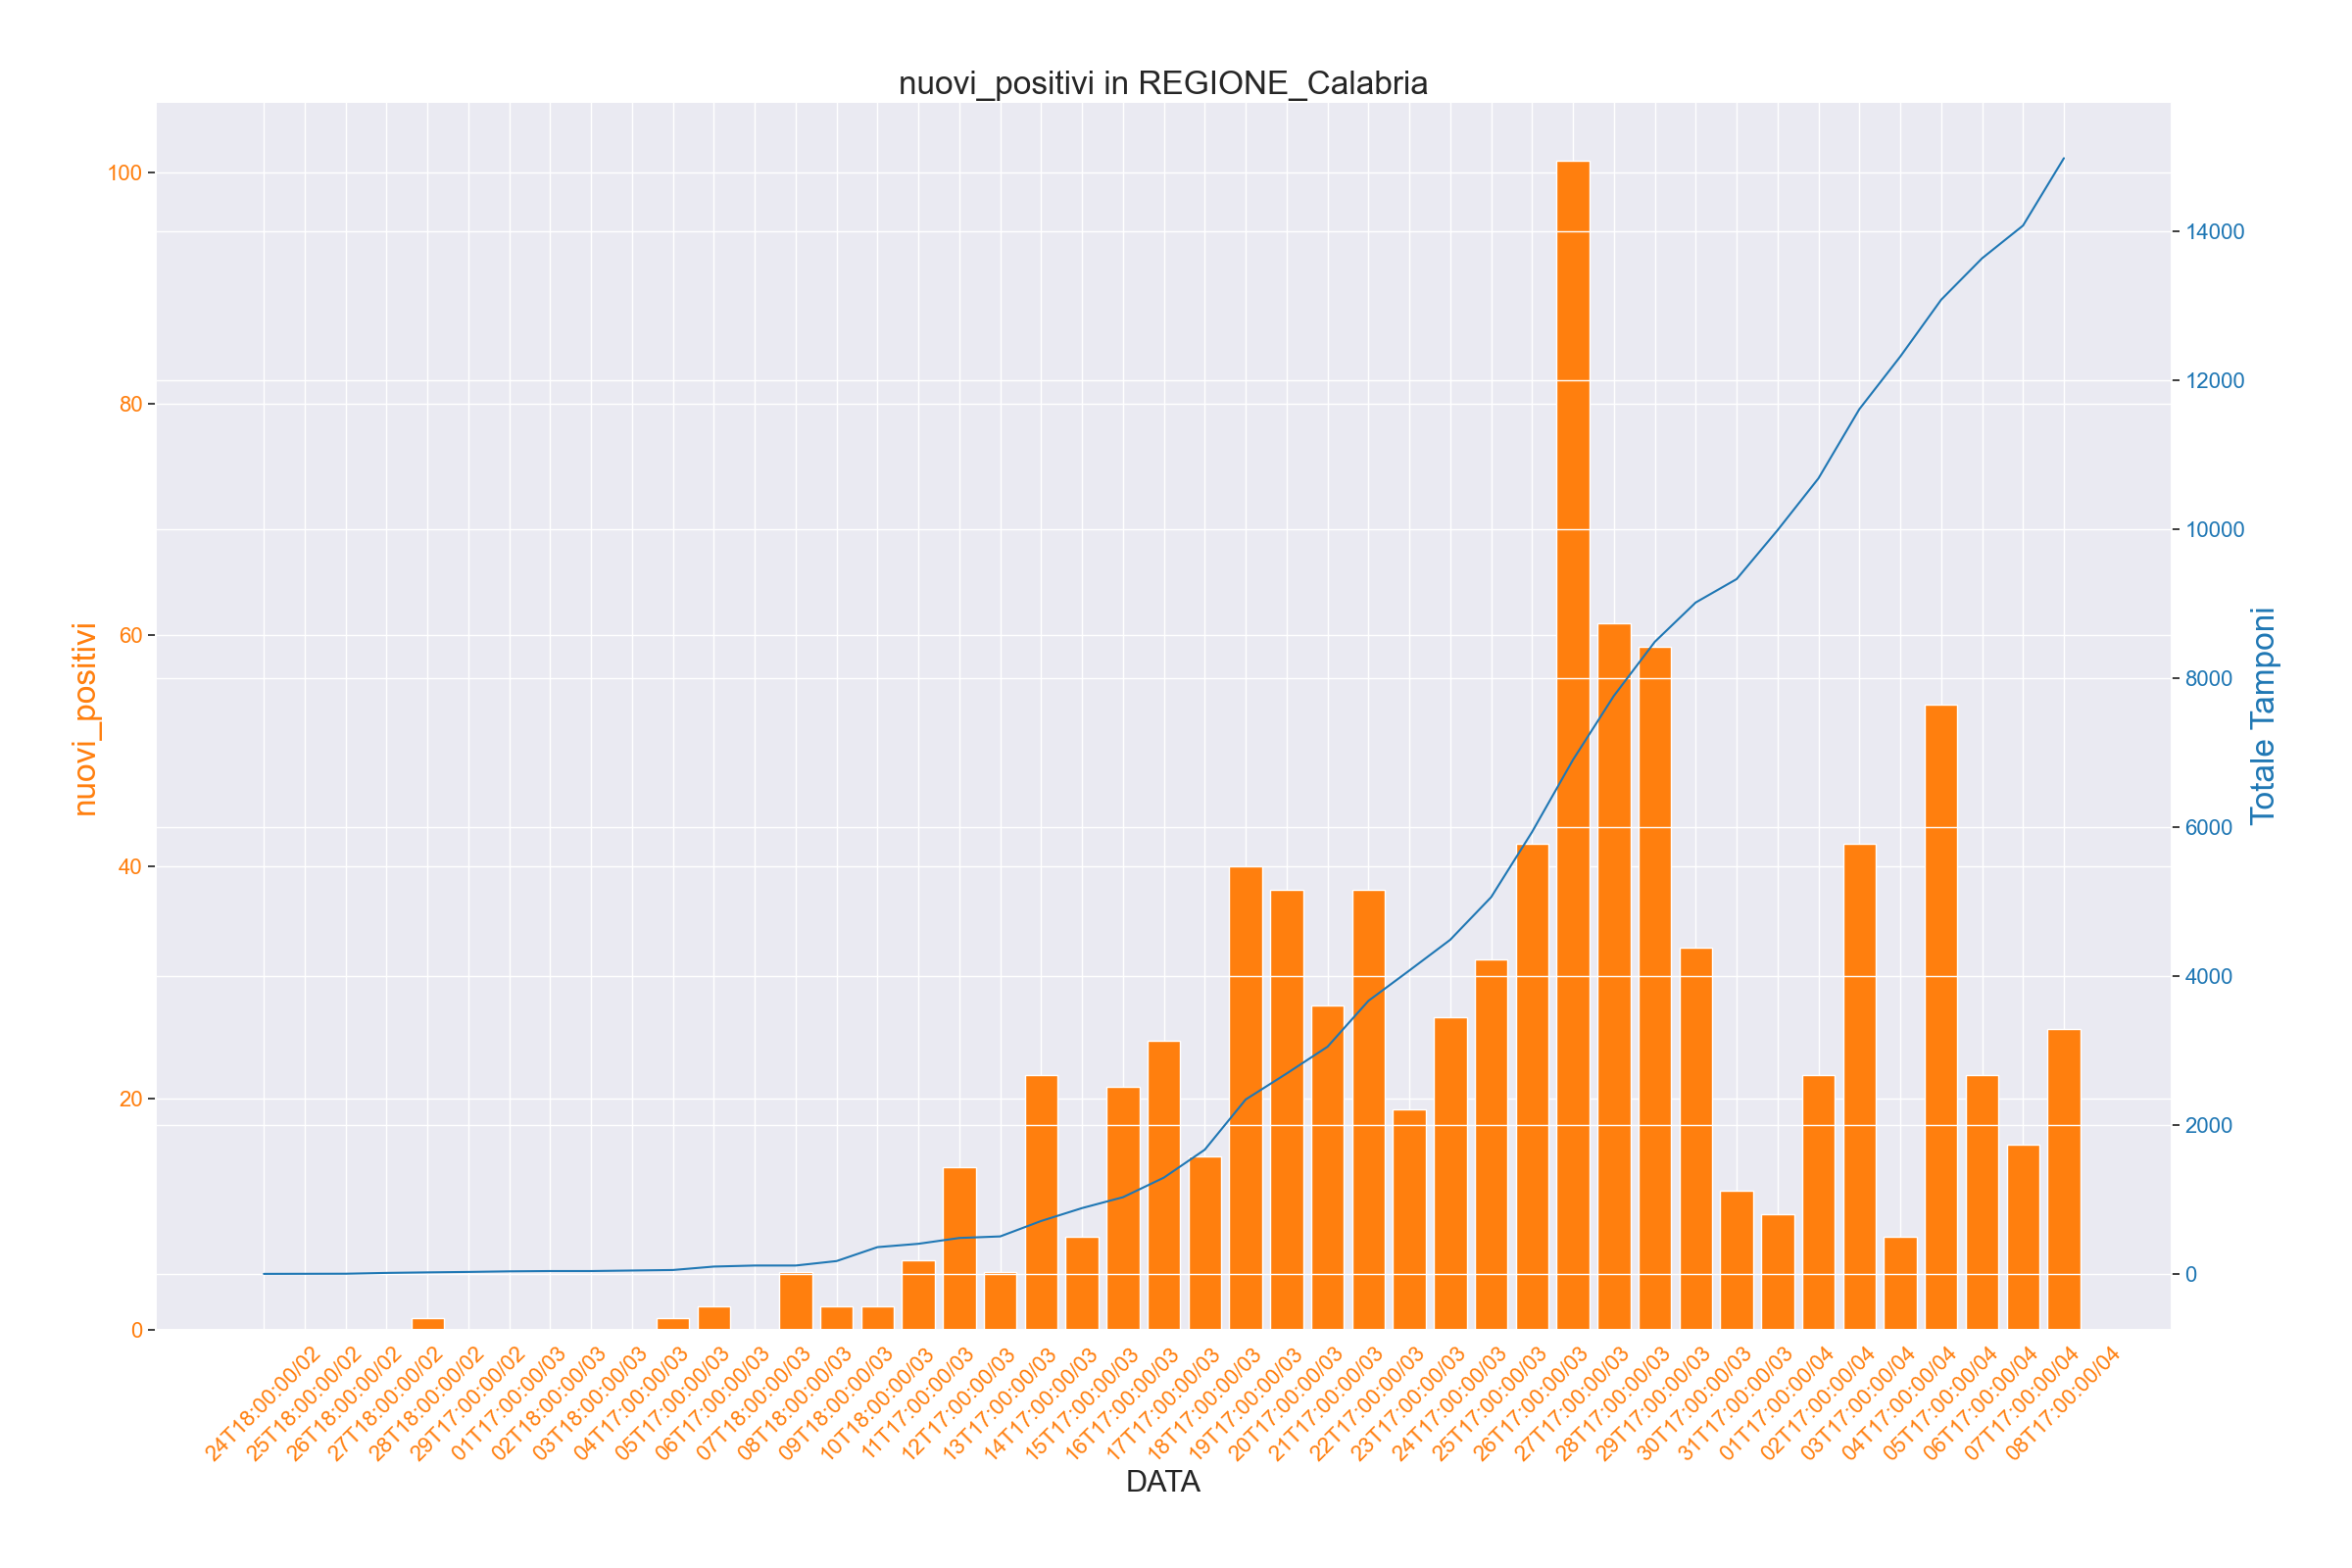 nuovi_positivi in REGIONE_Calabria
nuovi_positivi
100
80
60
40
20
0
Totale Tamponi
14000
12000
10000
8000
6000
4000
2000
0
24T18:00:00/02
25T18:00:00/02
26T18:00:00/02
27T18:00:00/02
28T18:00:00/02
29T17:00:00/02
01T17:00:00/03
02T18:00:00/03
03T18:00:00/03
04T17:00:00/03
05T17:00:00/03
06T17:00:00/03
07T18:00:00/03
08T18:00:00/03
09T18:00:00/03
10T18:00:00/03
11T17:00:00/03
12T17:00:00/03
13T17:00:00/03
14T17:00:00/03
15T17:00:00/03
16T17:00:00/03
17T17:00:00/03
18T17:00:00/03
19T17:00:00/03
20T17:00:00/03
21T17:00:00/03
22T17:00:00/03
23T17:00:00/03
24T17:00:00/03
25T17:00:00/03
26T17:00:00/03
27T17:00:00/03
28T17:00:00/03
29T17:00:00/03
30T17:00:00/03
31T17:00:00/03
01T17:00:00/04
02T17:00:00/04
03T17:00:00/04
04T17:00:00/04
05T17:00:00/04
06T17:00:00/04
07T17:00:00/04
08T17:00:00/04
DATA